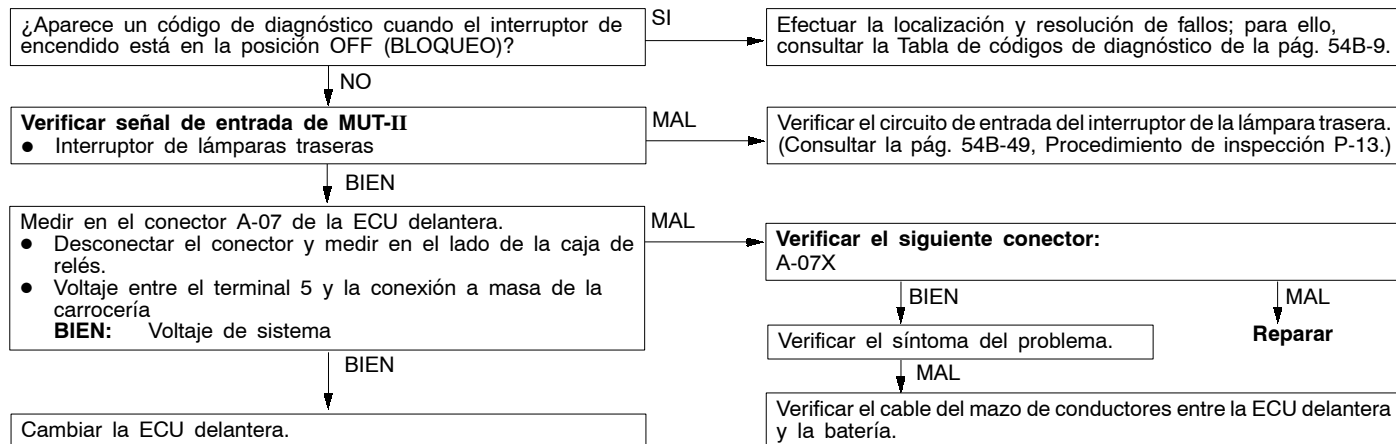 ¿Aparece un código de diagnóstico cuando el interruptor de
encendido está en la posición OFF (BLOQUEO)?
SI
Efectuar la localización y resolución de fallos; para ello,
consultar la Tabla de códigos de diagnóstico de la pág. 54B-9.
NO
Verificar señal de entrada de MUT-II
● Interruptor de lámparas traseras
MAL
Verificar el circuito de entrada del interruptor de la lámpara trasera.
(Consultar la pág. 54B-49, Procedimiento de inspección P-13.)
BIEN
Medir en el conector A-07 de la ECU delantera.
● Desconectar el conector y medir en el lado de la caja de
relés.
● Voltaje entre el terminal 5 y la conexión a masa de la
carrocería
BIEN: Voltaje de sistema
MAL
Verificar el siguiente conector:
A-07X
BIEN
MAL
Verificar el síntoma del problema.
Reparar
MAL
Verificar el cable del mazo de conductores entre la ECU delantera
y la batería.
BIEN
Cambiar la ECU delantera.